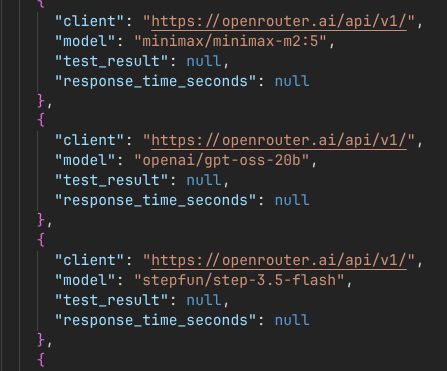 {
"client": "https://openrouter.ai/api/v1/",
"model": "minimax/minimax-m2:5",
"test_result": null,
"response_time_seconds": null
},
{
"client": "https://openrouter.ai/api/v1/",
"model": "openai/gpt-oss-20b",
"test_result": null,
"response_time_seconds": null
},
{
"client": "https://openrouter.ai/api/v1/",
"model": "stepfun/step-3.5-flash",
"test_result": null,
"response_time_seconds": null
},
{